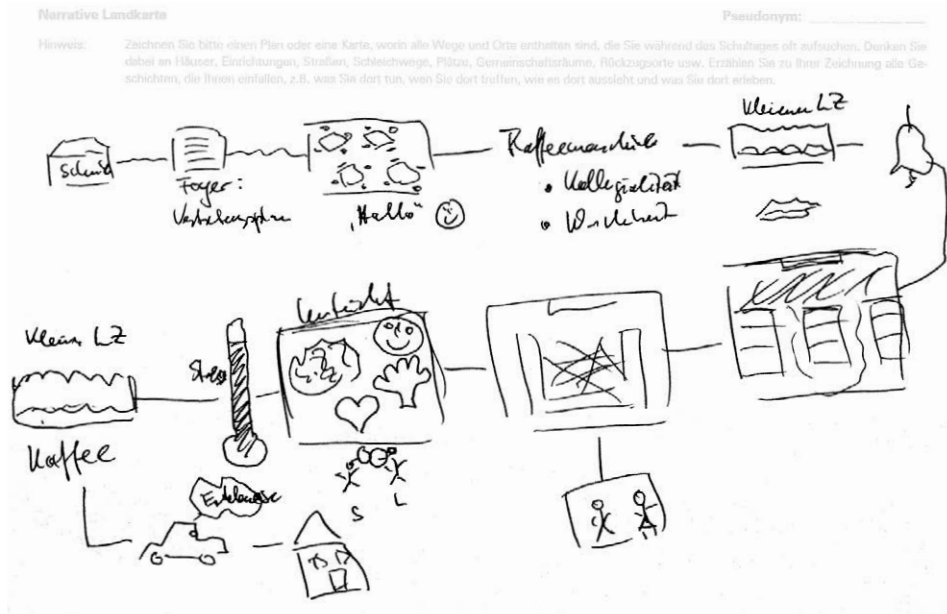 Narrative Landkarte
Pseudonym:
Hinweis: Zeichnen Sie bitte einen Plan oder eine Karte, worin alle Wege und Orte enthalten sind, die Sie während des Schultages oft aufsuchen. Denken Sie
dabei an Häuser, Einrichtungen, Straßen, Schleichwege, Plätze, Gemeinschaftsräume, Rückzugsorte usw. Erzählen Sie zu Ihrer Zeichnung alle Ge-
schichten, die Ihnen einfallen, z.B. was Sie dort tun, wen Sie dort treffen, wie es dort aussieht und was Sie dort erleben.
Kleiner LZ
Schule
Foyer:
Vertretungsplan
"Hallo"
Kaffeemaschine
• Kollegialität
Unterricht
Kleines LZ
Stress
Kaffee
S L